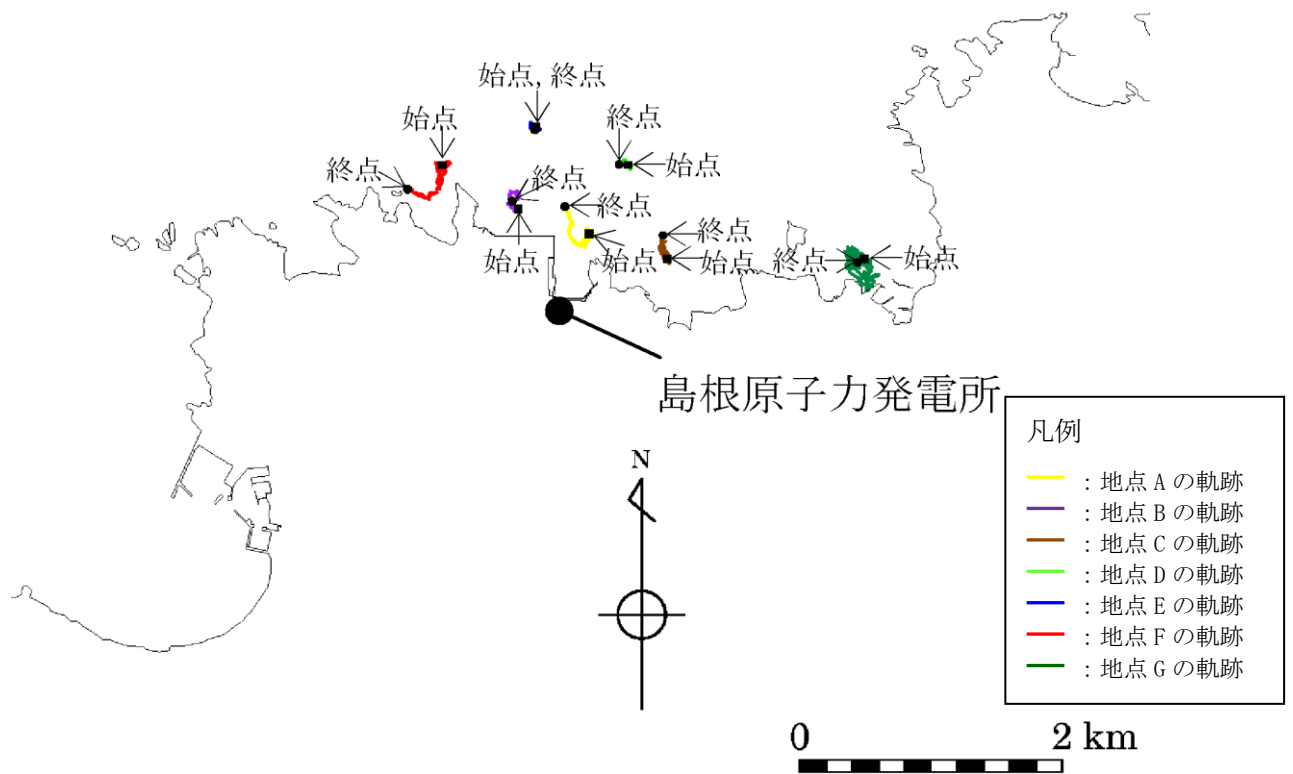 始点,終点
始点
終点
終点
始点
終点
終点
始点
終点
始点
始点
終点
始点
島根原子力発電所
N
凡例
：地点 A の軌跡
：地点 B の軌跡
：地点 C の軌跡
：地点 D の軌跡
：地点 E の軌跡
：地点 F の軌跡
：地点 G の軌跡
0 2 km